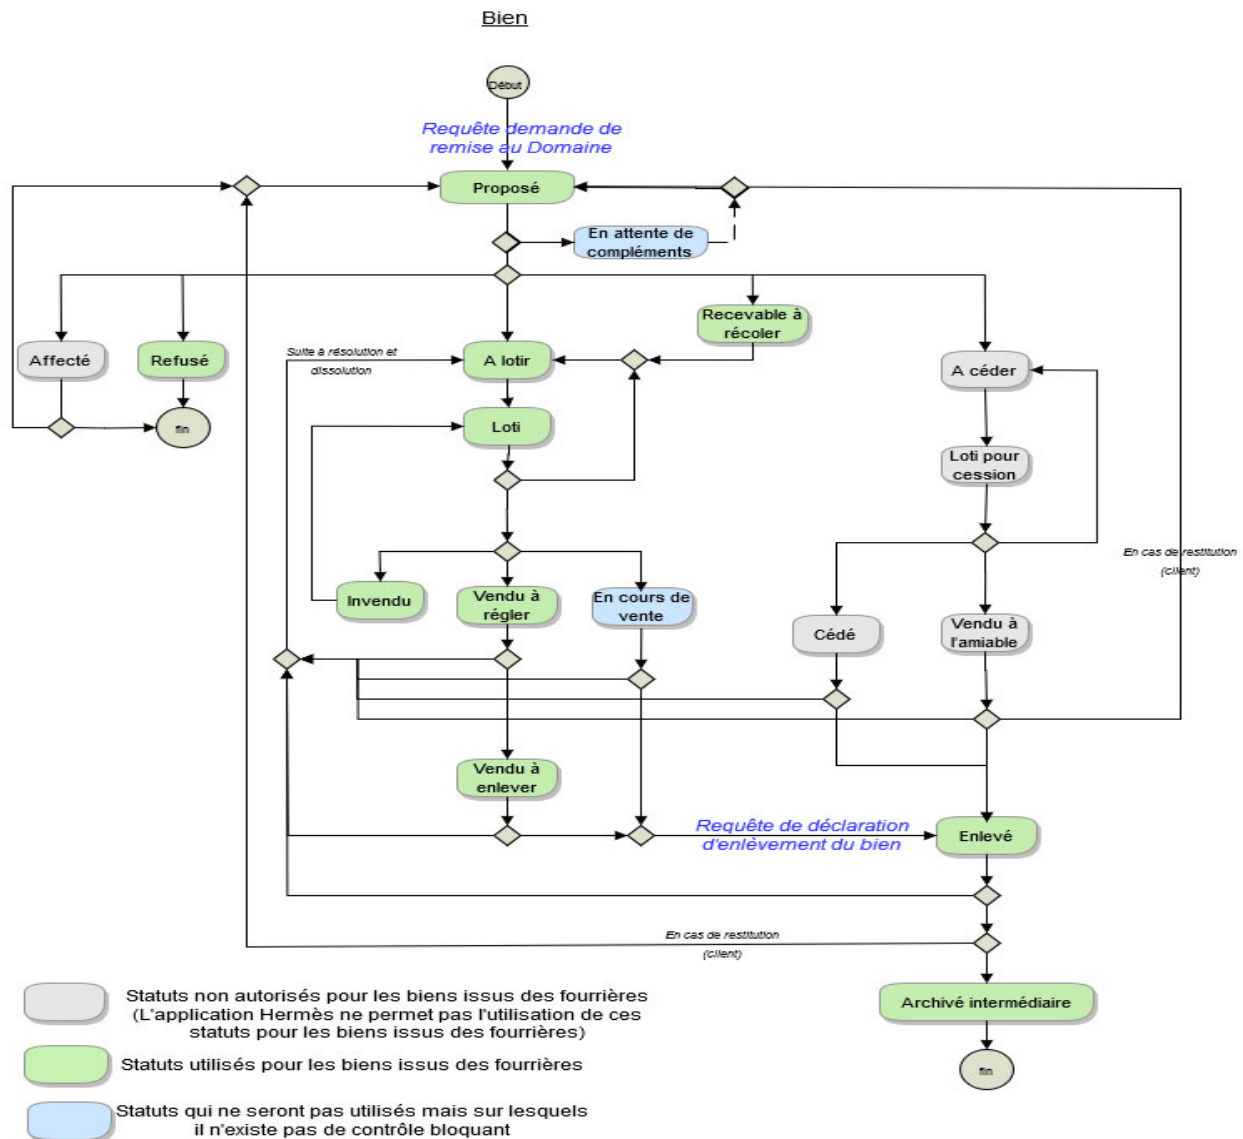 Bien
Début
Requête demande de
remise au Domaine
Proposé
En attente de
compléments
Recevable à
récoler
Affecté
Refusé
Suite à résolution et
dissolution
A lotir
A céder
fin
Loti
Loti pour
cession
En cas de restitution
(client)
Invendu
Vendu à
régler
En cours de
vente
Cédé
Vendu à
l'amiable
Vendu à
enlever
Requête de déclaration
d'enlèvement du bien
Enlevé
En cas de restitution
(client)
Archivé intermédiaire
fin
Statuts non autorisés pour les biens issus des fourrières
(L'application Hermès ne permet pas l'utilisation de ces
statuts pour les biens issus des fourrières)
Statuts utilisés pour les biens issus des fourrières
Statuts qui ne seront pas utilisés mais sur lesquels
il n'existe pas de contrôle bloquant